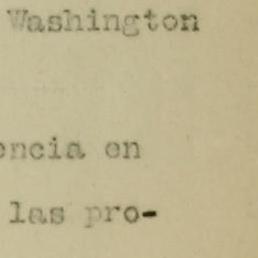 Washington
encia en
las pro-